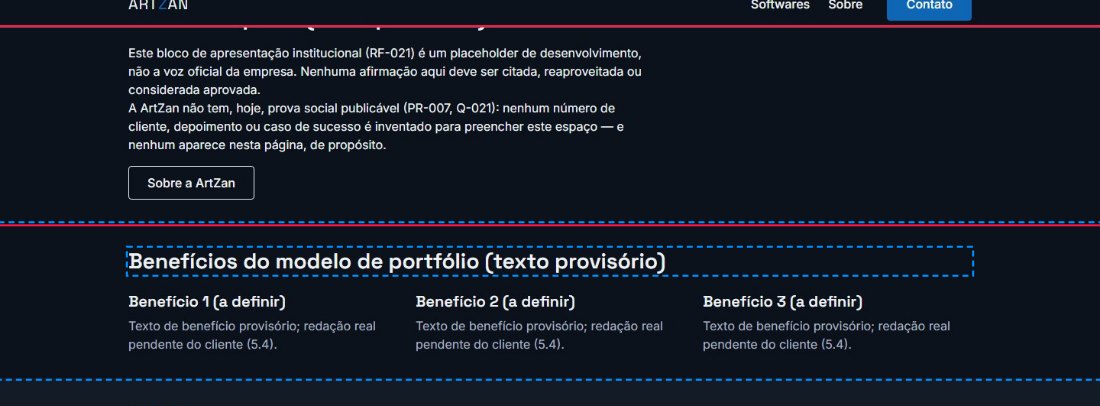 ARTZAN
Softwares Sobre Contato
Este bloco de apresentação institucional (RF-021) é um placeholder de desenvolvimento,
não a voz oficial da empresa. Nenhuma afirmação aqui deve ser citada, reaproveitada ou
considerada aprovada.
A ArtZan não tem, hoje, prova social publicável (PR-007, Q-021): nenhum número de
cliente, depoimento ou caso de sucesso é inventado para preencher este espaço — e
nenhum aparece nesta página, de propósito.
Sobre a ArtZan
Benefícios do modelo de portfólio (texto provisório)
Benefício 1 (a definir)
Texto de benefício provisório; redação real
pendente do cliente (5.4).
Benefício 2 (a definir)
Texto de benefício provisório; redação real
pendente do cliente (5.4).
Benefício 3 (a definir)
Texto de benefício provisório; redação real
pendente do cliente (5.4).